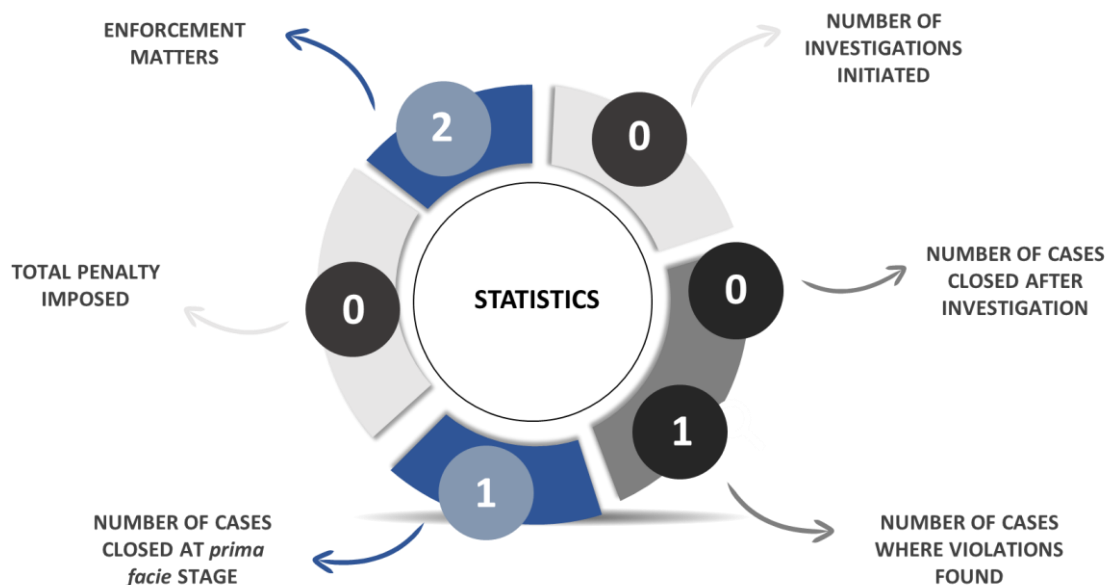 ENFORCEMENT
MATTERS
2
NUMBER OF
INVESTIGATIONS
INITIATED
0
TOTAL PENALTY
IMPOSED
0
STATISTICS
0
NUMBER OF CASES
CLOSED AFTER
INVESTIGATION
1
NUMBER OF CASES
WHERE VIOLATIONS
FOUND
1
NUMBER OF CASES
CLOSED AT prima
facie STAGE